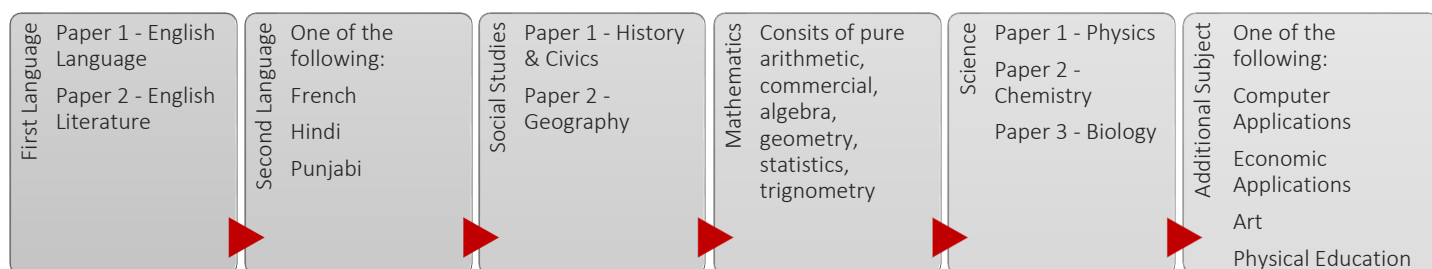 First Language
Paper 1 - English
Language
Paper 2 - English
Literature
Second Language
One of the
following:
French
Hindi
Punjabi
Social Studies
Paper 1 - History
& Civics
Paper 2 -
Geography
Mathematics
Consits of pure
arithmetic,
commercial,
algebra,
geometry,
statistics,
trignometry
Science
Paper 1 - Physics
Paper 2 -
Chemistry
Paper 3 - Biology
Additional Subject
One of the
following:
Computer
Applications
Economic
Applications
Art
Physical Education